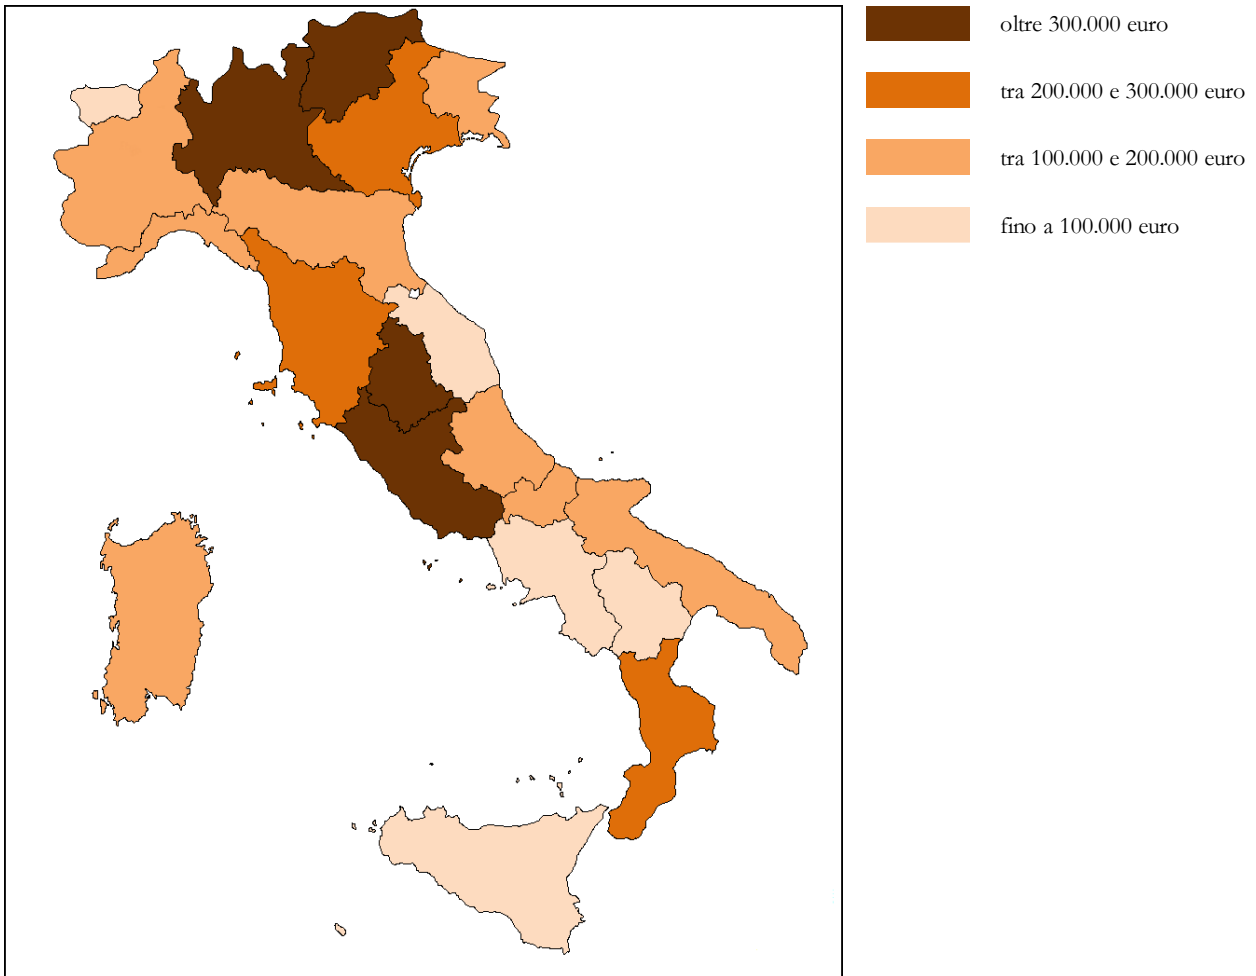 oltre 300.000 euro
tra 200.000 e 300.000 euro
tra 100.000 e 200.000 euro
fino a 100.000 euro